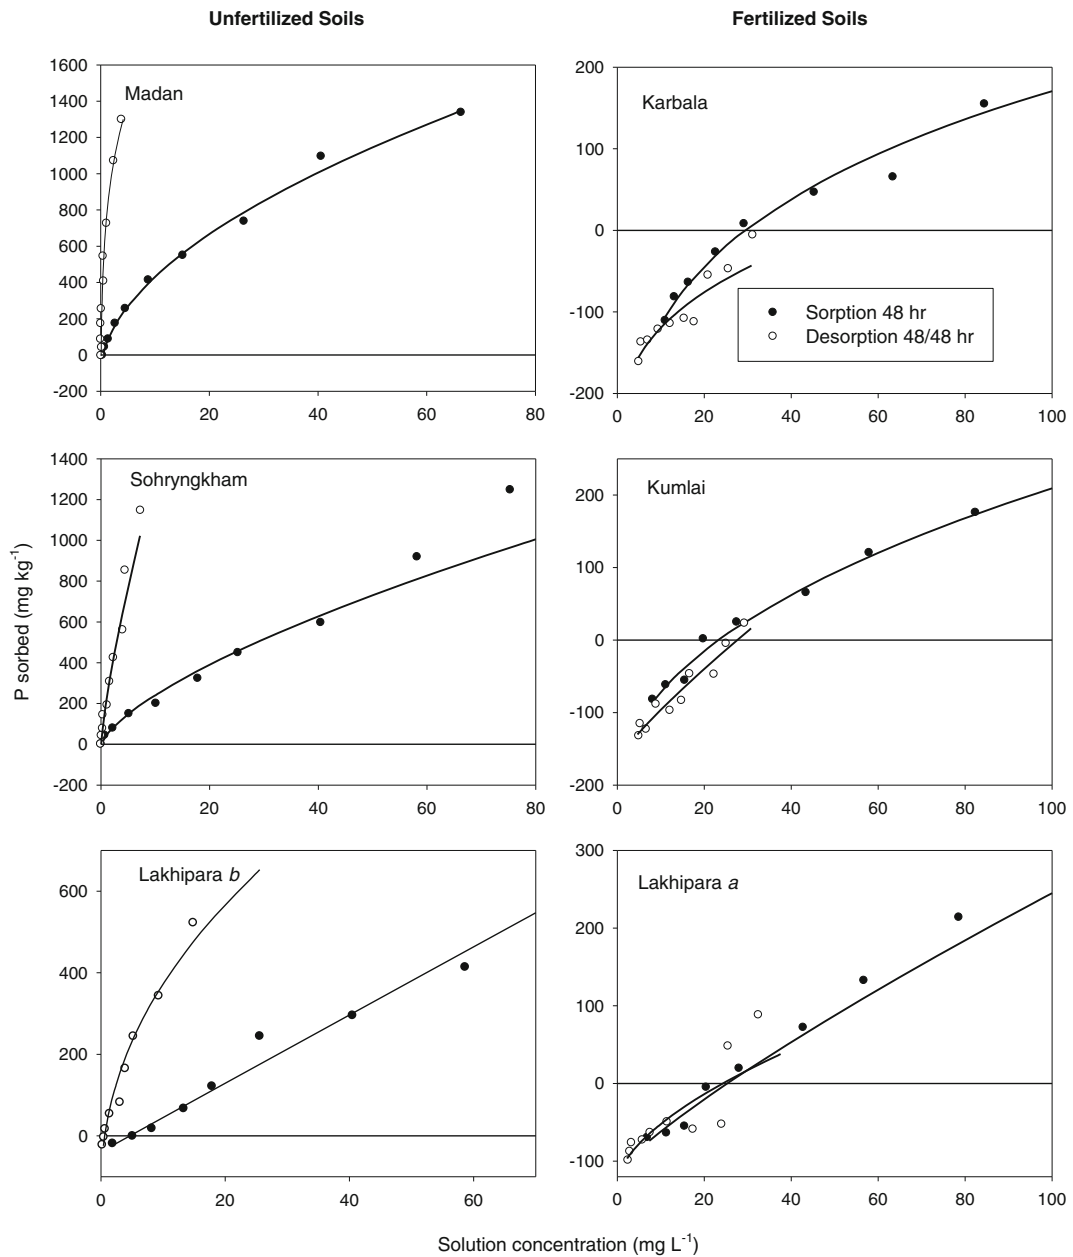 Unfertilized Soils
Fertilized Soils
Madan
1600
1400
1200
1000
800
600
400
200
0
-200
0 20 40 60 80
Karbala
200
100
0
-100
-200
0 20 40 60 80 100
Sorption 48 hr
Desorption 48/48 hr
P sorbed (mg kg⁻¹)
Sohryngkham
1400
1200
1000
800
600
400
200
0
-200
0 20 40 60 80
Kumlai
200
100
0
-100
-200
0 20 40 60 80 100
Lakhipara b
600
400
200
0
0 20 40 60
Lakhipara a
300
200
100
0
-100
0 20 40 60 80 100
Solution concentration (mg L⁻¹)